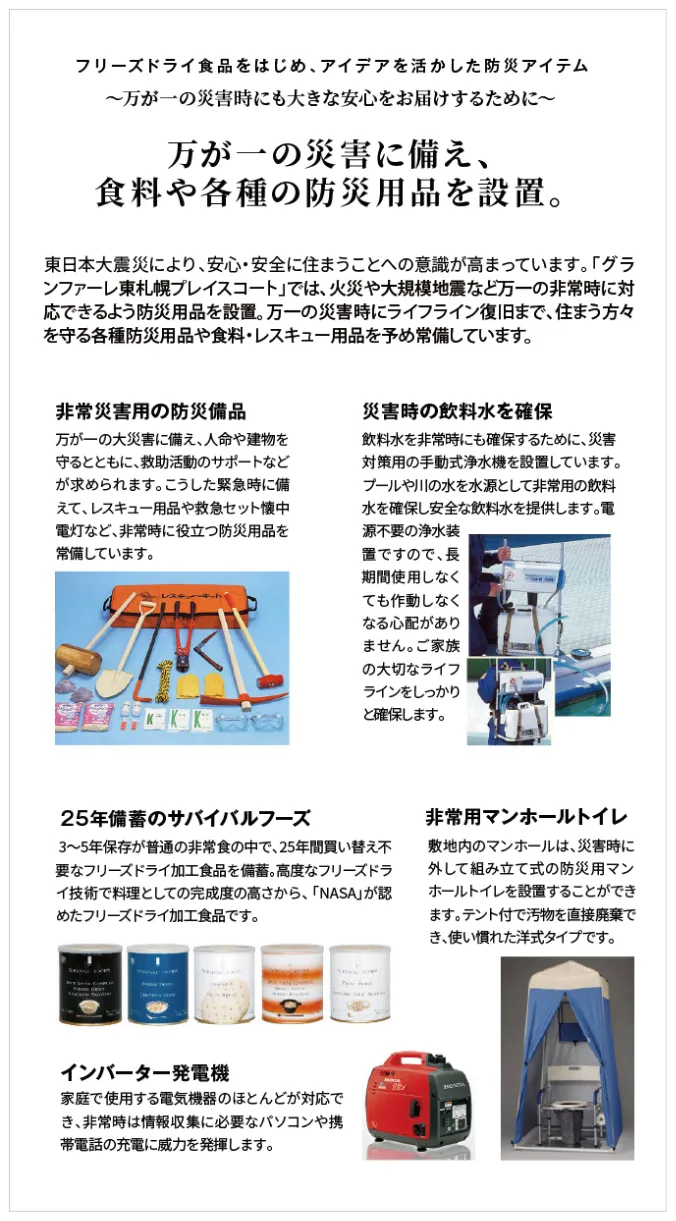 フリーズドライ食品をはじめ、アイデアを活かした防災アイテム
～万が一の災害時にも大きな安心をお届けするために～
万が一の災害に備え、
食料や各種の防災用品を設置。
東日本大震災により、安心・安全に住まうことへの意識が高まっています。「グラ
ンファーレ東札幌プレイスコート」では、火災や大規模地震など万一の非常時に対
応できるよう防災用品を設置。万一の災害時にライフライン復旧まで、住まう方々
を守る各種防災用品や食料・レスキュー用品を予め常備しています。
非常災害用の防災備品
万が一の大災害に備え、人命や建物を
守るとともに、救助活動のサポートなど
が求められます。こうした緊急時に備
えて、レスキュー用品や救急セット懐中
電灯など、非常時に役立つ防災用品を
常備しています。
レスキュー・キット
災害時の飲料水を確保
飲料水を非常時にも確保するために、災害
対策用の手動式浄水機を設置しています。
プールや川の水を水源として非常用の飲料
水を確保し安全な飲料水を提供します。電
源不要の浄水装
置ですので、長
期間使用しなく
ても作動しなく
なる心配があり
ません。ご家族
の大切なライフ
ラインをしっかり
と確保します。
25年備蓄のサバイバルフーズ
3～5年保存が普通の非常食の中で、25年間買い替え不
要なフリーズドライ加工食品を備蓄。高度なフリーズドラ
イ技術で料理としての完成度の高さから、「NASA」が認
めたフリーズドライ加工食品です。
非常用マンホールトイレ
敷地内のマンホールは、災害時に
外して組み立て式の防災用マン
ホールトイレを設置することができ
ます。テント付で汚物を直接廃棄で
き、使い慣れた洋式タイプです。
インバーター発電機
家庭で使用する電気機器のほとんどが対応で
き、非常時は情報収集に必要なパソコンや携
帯電話の充電に威力を発揮します。
HONDA